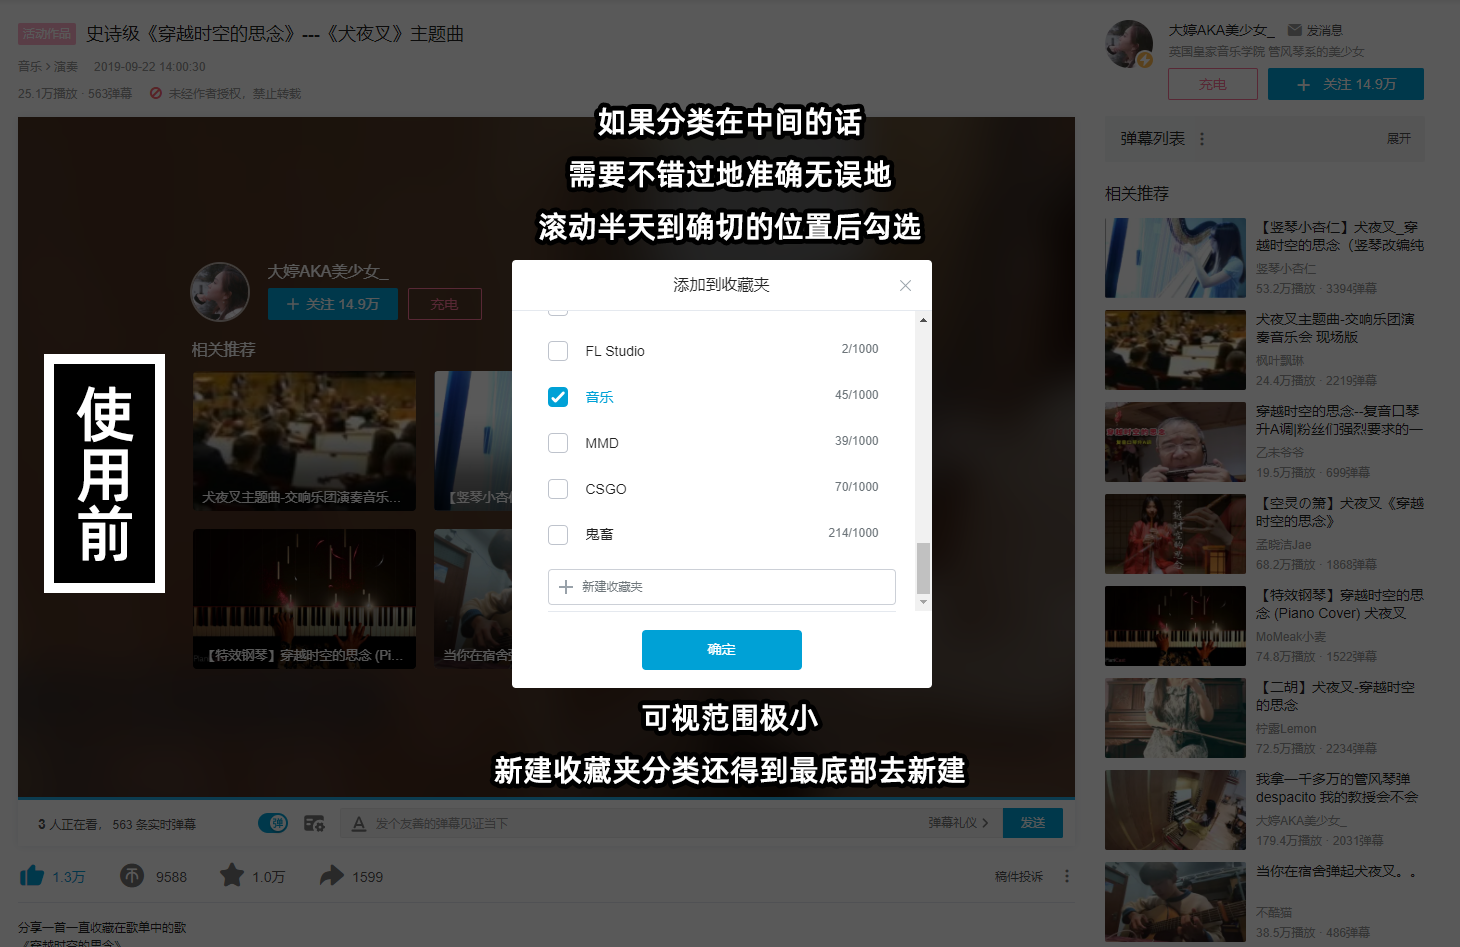 活动作品 史诗级《穿越时空的思念》---《犬夜叉》主题曲
音乐 > 演奏 2019-09-22 14:00:30
25.1万播放 · 563弹幕 未经作者授权，禁止转载
大婷AKA美少女_ 发消息
英国皇家音乐学院 管风琴系的美少女
充电
+ 关注 14.9万
如果分类在中间的话
需要不错过地准确无误地
滚动半天到确切的位置后勾选
使用前
大婷AKA美少女_
+ 关注 14.9万
充电
相关推荐
犬夜叉主题曲-交响乐团演奏音乐...
【竖琴小杏仁
【特效钢琴】穿越时空的思念 (Pi...
当你在宿舍
添加到收藏夹
FL Studio 2/1000
音乐 45/1000
MMD 39/1000
CSGO 70/1000
鬼畜 214/1000
新建收藏夹
确定
可视范围极小
新建收藏夹分类还得到最底部去新建
3 人正在看， 563 条实时弹幕
弹
发个友善的弹幕见证当下
弹幕礼仪 >
发送
1.3万
9588
1.0万
1599
稿件投诉
分享一首一直收藏在歌单中的歌
《穿越时空的思念》
弹幕列表
展开
相关推荐
【竖琴小杏仁】犬夜叉_穿
越时空的思念（竖琴改编纯
竖琴小杏仁
53.2万播放 · 3394弹幕
犬夜叉主题曲-交响乐团演
奏音乐会 现场版
枫叶飘琳
24.4万播放 · 2219弹幕
穿越时空的思念--复音口琴
升A调|粉丝们强烈要求的一
乙未爷爷
19.5万播放 · 699弹幕
【空灵の箫】犬夜叉《穿越
时空的思念》
孟晓洁Jae
68.2万播放 · 1868弹幕
【特效钢琴】穿越时空的思
念 (Piano Cover) 犬夜叉
MoMeak小麦
74.8万播放 · 1522弹幕
【二胡】犬夜叉-穿越时空
的思念
柠露Lemon
72.5万播放 · 2234弹幕
我拿一千多万的管风琴弹
despacito 我的教授会不会
大婷AKA美少女_
179.4万播放 · 2031弹幕
当你在宿舍弹起犬夜叉。。
不酷猫
38.5万播放 · 486弹幕